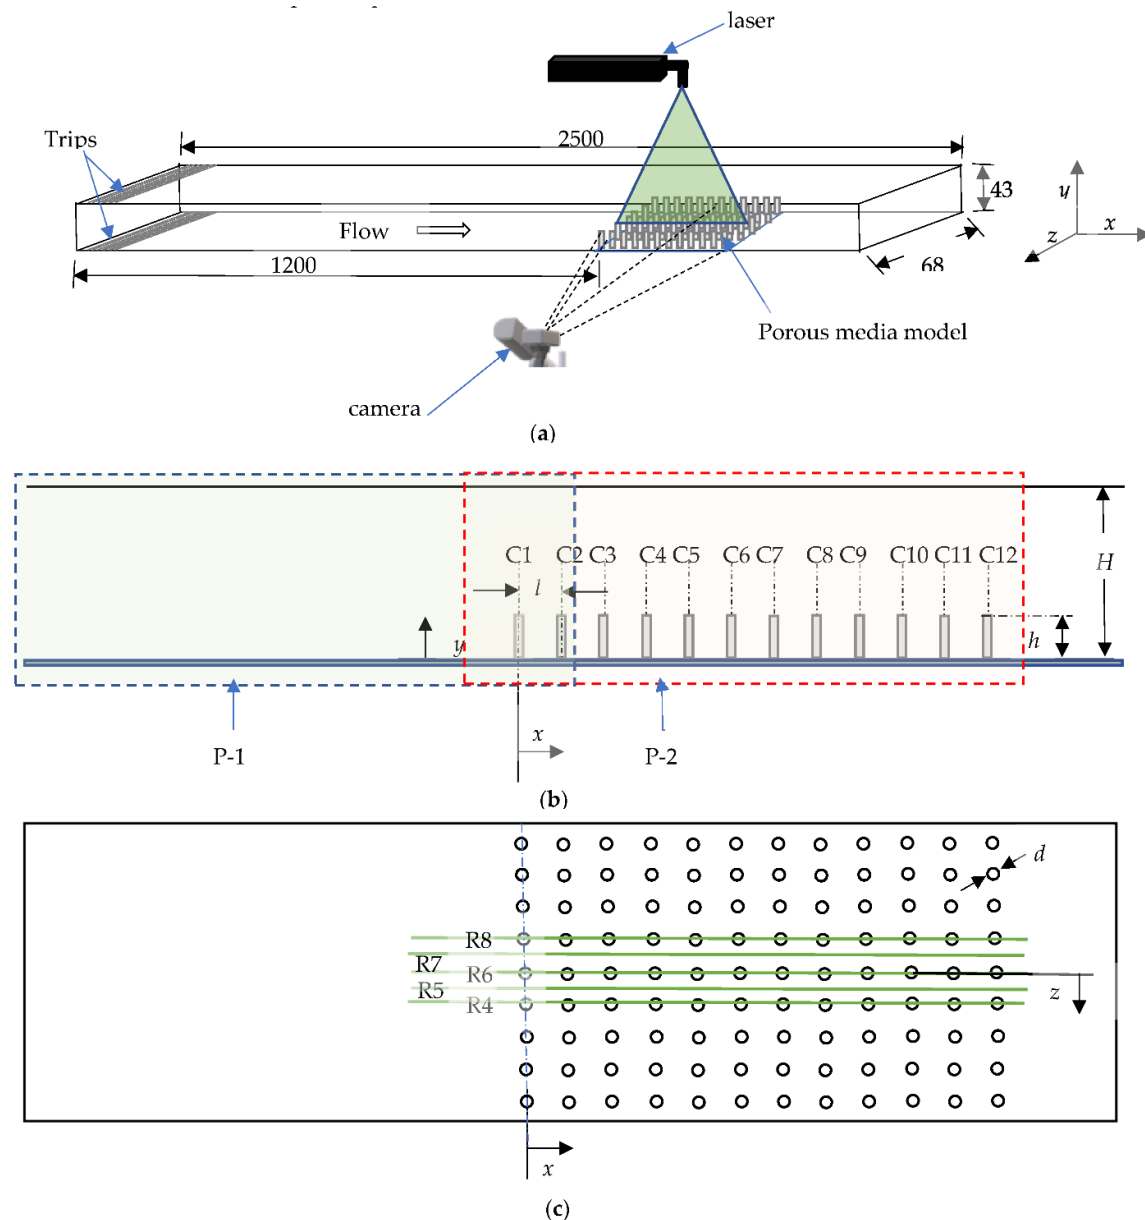 laser
Trips
2500
43
y
Flow
z
x
1200
68
Porous media model
camera
(a)
C1 C2 C3 C4 C5 C6 C7 C8 C9 C10 C11 C12
H
l
y
h
x
P-1
P-2
(b)
d
R8
R7
R6
R5
z
R4
x
(c)